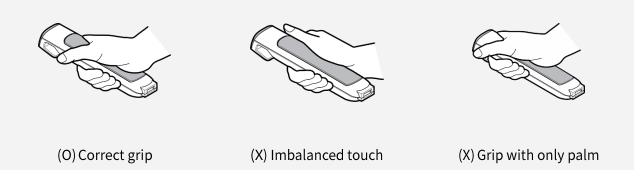 (O) Correct grip
(X) Imbalanced touch
(X) Grip with only palm